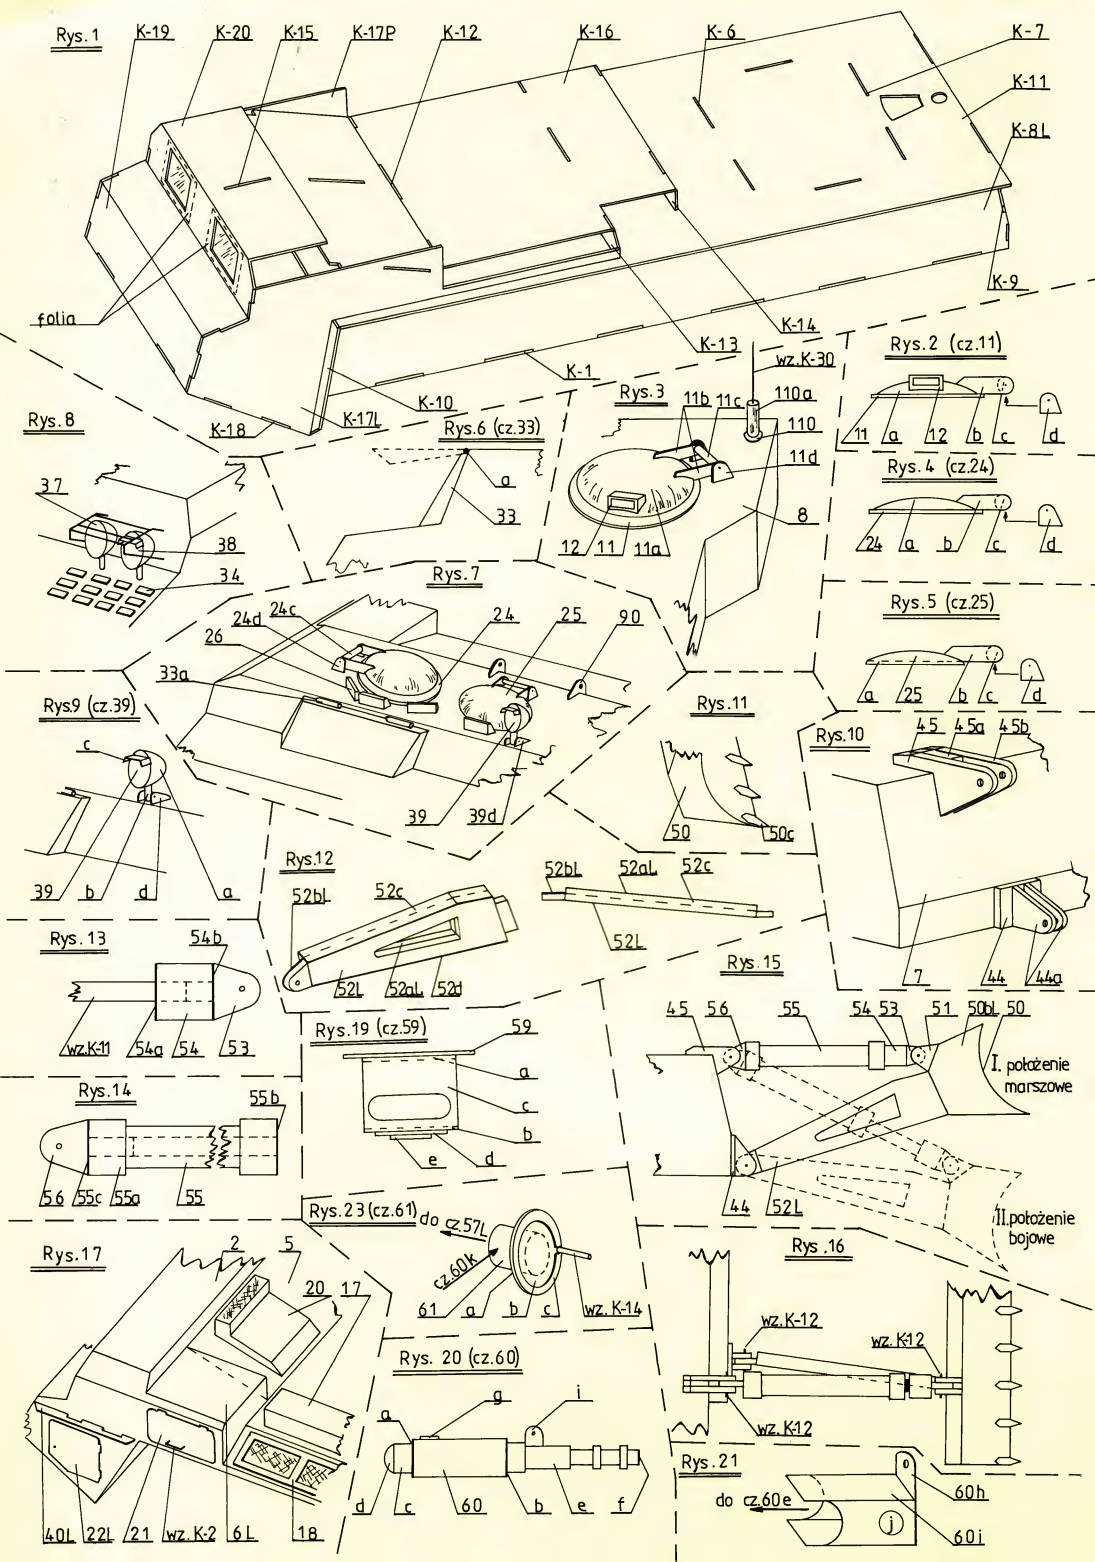 Rys.1
K-19
K-20
K-15
K-17P
K-12
K-16
K-6
K-7
K-11
K-8L
K-9
K-14
K-13
K-1
K-10
K-17L
K-18
folia
Rys.2 (cz.11)
11
a
12
b
c
d
Rys.3
wz.K-30
110a
110
11b
11c
11d
8
12
11
11a
Rys.4 (cz.24)
24
a
b
c
d
Rys.5 (cz.25)
a
25
b
c
d
Rys.6 (cz.33)
a
33
Rys.8
37
38
34
Rys.7
24c
24d
26
33a
24
25
90
39
39d
Rys.9 (cz.39)
c
39
b
d
a
Rys.11
50
50c
Rys.10
45
45a
45b
7
44
44a
Rys.12
52bL
52c
52L
52aL
52d
52bL
52aL
52c
52L
Rys.13
54b
wz.K-11
54a
54
53
Rys.14
55b
56
55c
55a
55
Rys.15
45
56
55
54
53
51
50bL
50
I. położenie
marszowe
44
52L
II.położenie
bojowe
Rys.19 (cz.59)
59
a
c
b
e
d
Rys.23 (cz.61)
do cz.57L
cz.60k
61
a
b
c
wz.K-14
Rys.16
wz.K-12
wz.K-12
wz.K-12
Rys.17
2
5
20
17
40L
22L
21
wz.K-2
6L
18
Rys. 20 (cz.60)
a
g
i
d
c
60
b
e
f
Rys.21
do cz.60e
60h
60i
j